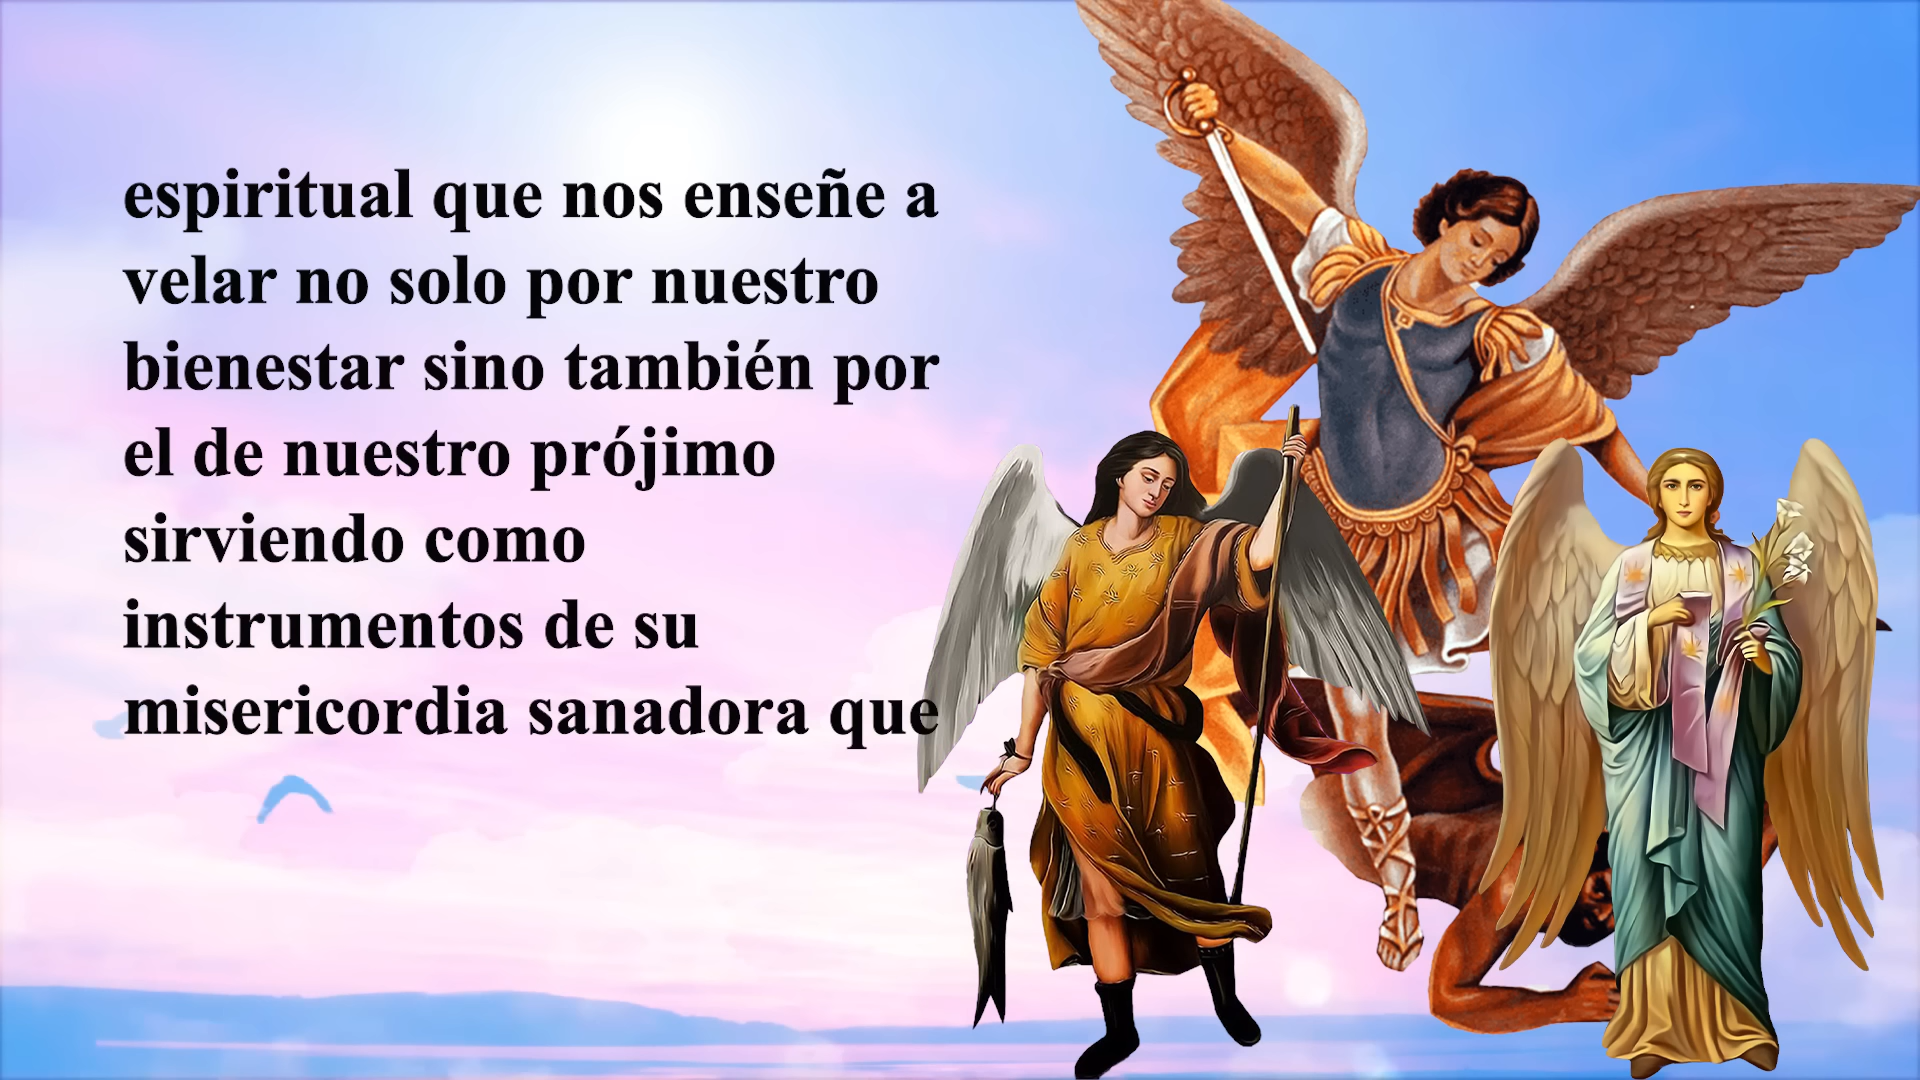 espiritual que nos enseñe a
velar no solo por nuestro
bienestar sino también por
el de nuestro prójimo
sirviendo como
instrumentos de su
misericordia sanadora que